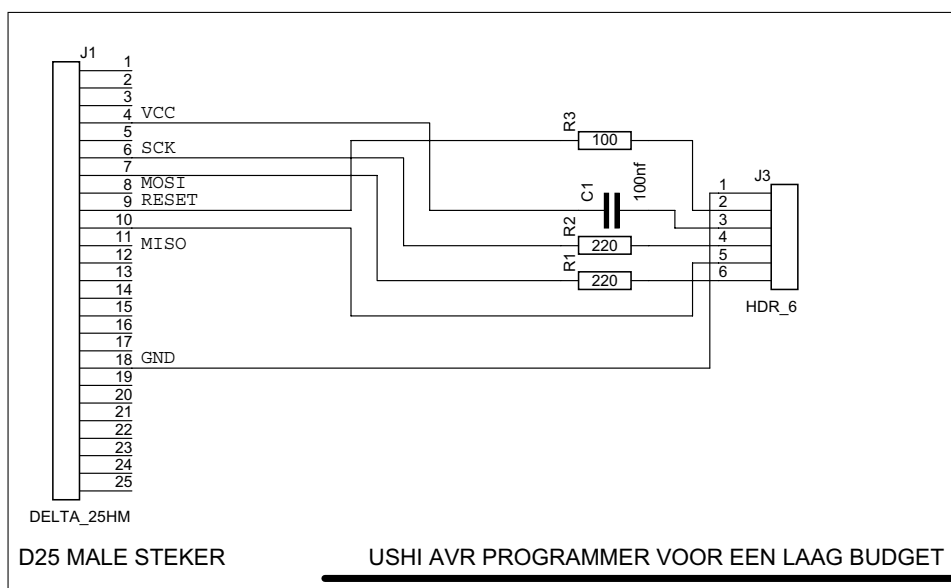 J1
1
2
3
4 VCC
5
6 SCK
7
8 MOSI
9 RESET
10
11 MISO
12
13
14
15
16
17
18 GND
19
20
21
22
23
24
25
DELTA_25HM
R3
100
C1
100nf
R2
220
R1
220
J3
1
2
3
4
5
6
HDR_6
D25 MALE STEKER
USHI AVR PROGRAMMER VOOR EEN LAAG BUDGET